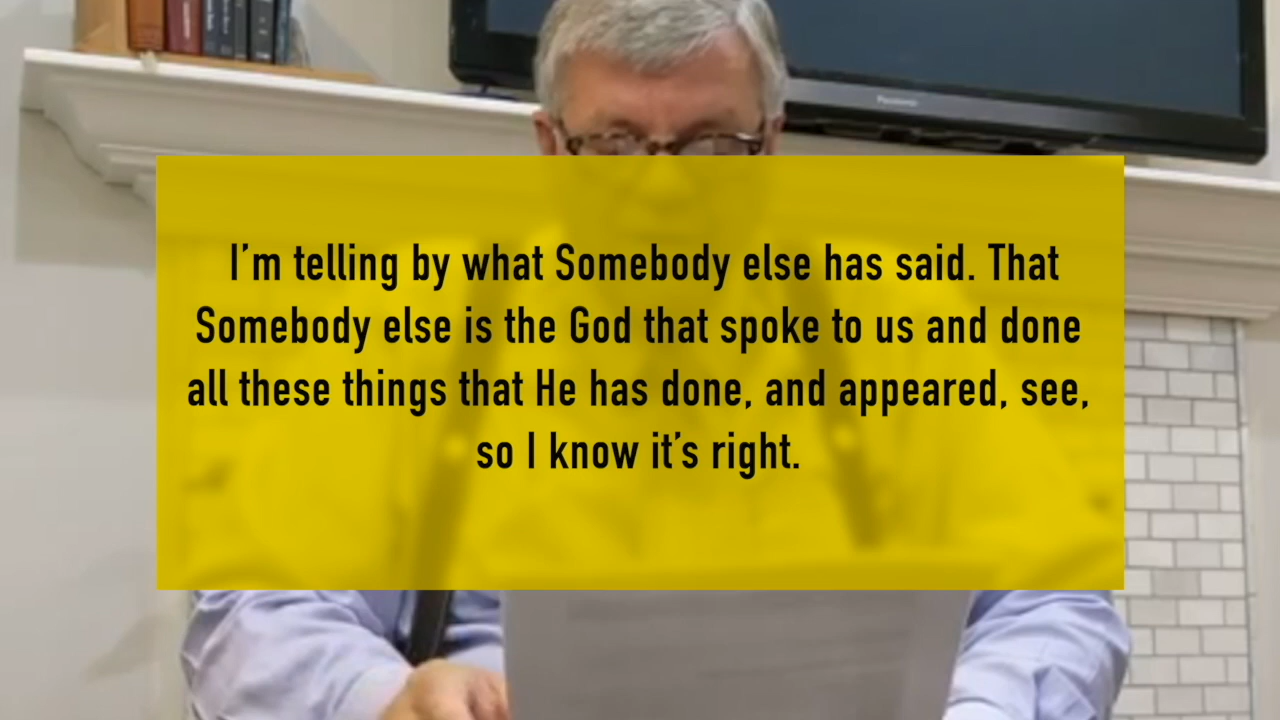 Panasonic
I'm telling by what Somebody else has said. That
Somebody else is the God that spoke to us and done
all these things that He has done, and appeared, see,
so I know it's right.